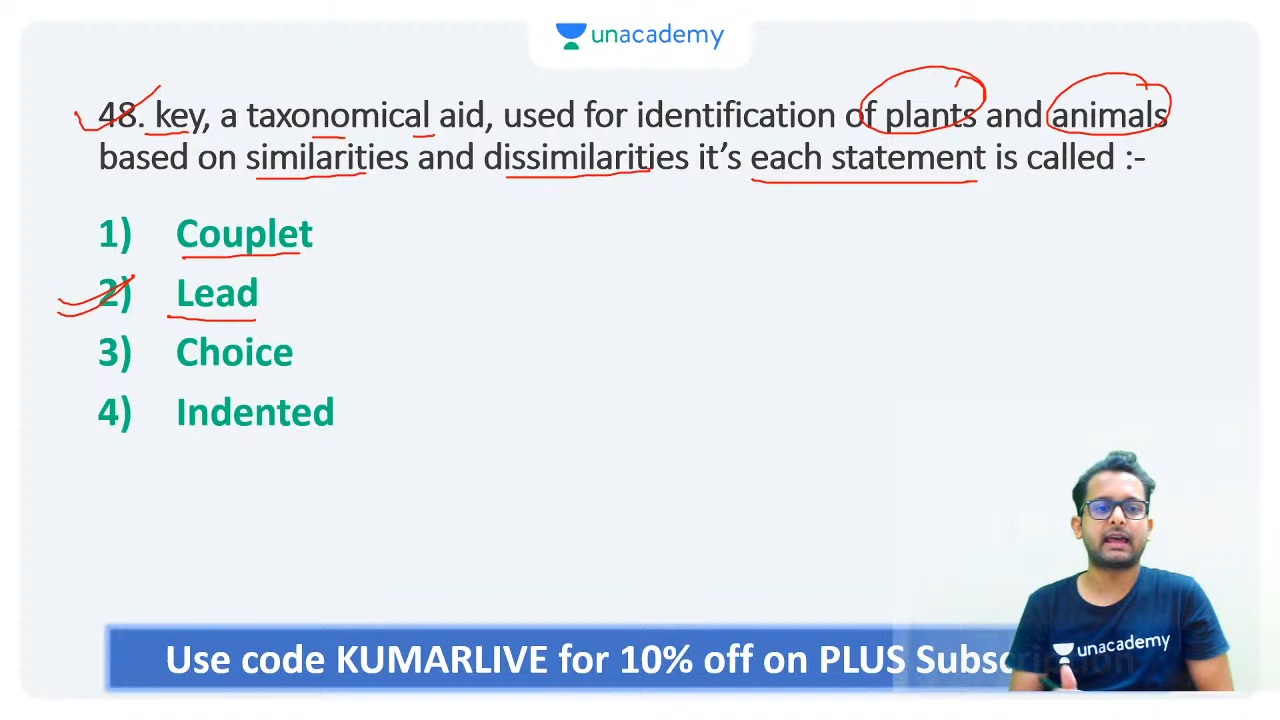 unacademy
48. key, a taxonomical aid, used for identification of plants and animals
based on similarities and dissimilarities it's each statement is called :-
1) Couplet
2) Lead
3) Choice
4) Indented
unacademy
Use code KUMARLIVE for 10% off on PLUS Subscription